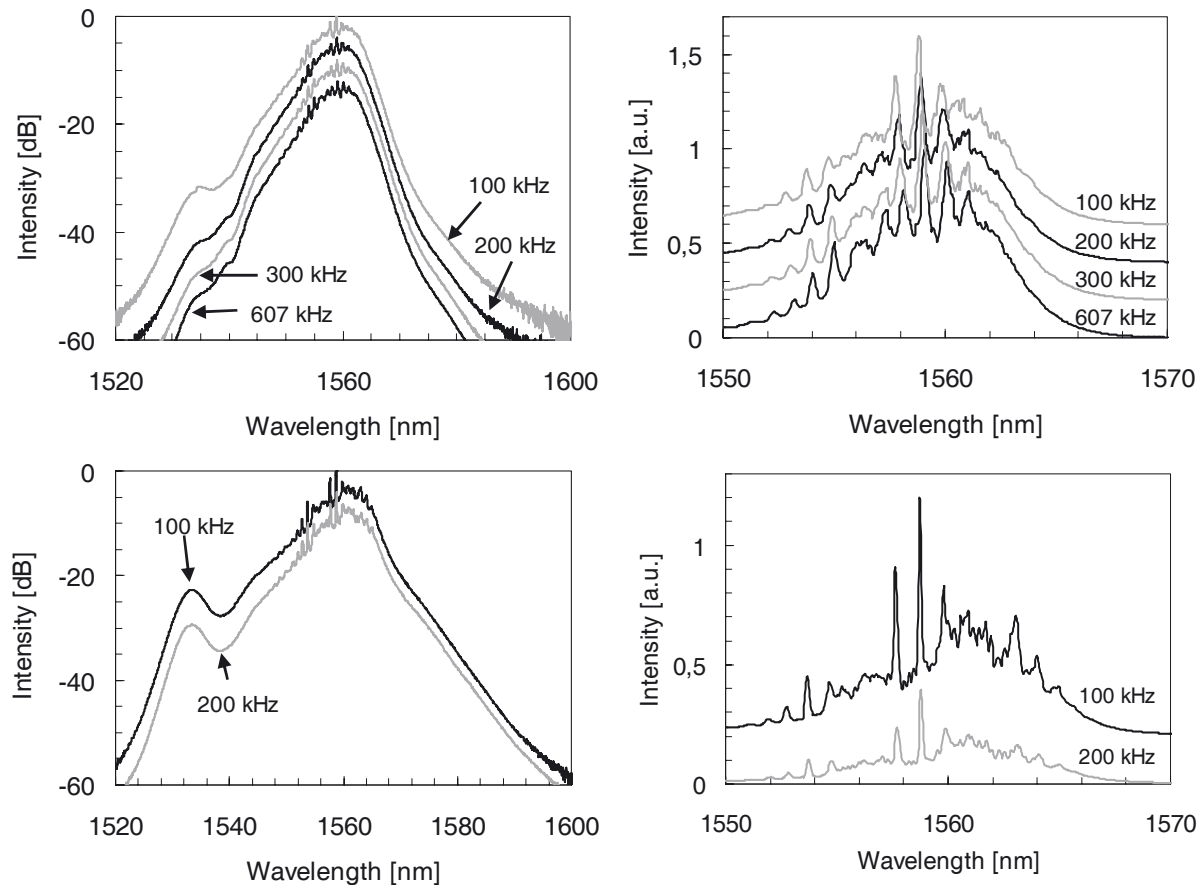 0
-20
-40
-60
Intensity [dB]
100 kHz
200 kHz
300 kHz
607 kHz
1520
1560
1600
Wavelength [nm]
1,5
1
0,5
0
Intensity [a.u.]
100 kHz
200 kHz
300 kHz
607 kHz
1550
1560
1570
Wavelength [nm]
0
-20
-40
-60
Intensity [dB]
100 kHz
200 kHz
1520
1540
1560
1580
1600
Wavelength [nm]
1
0,5
0
Intensity [a.u.]
100 kHz
200 kHz
1550
1560
1570
Wavelength [nm]